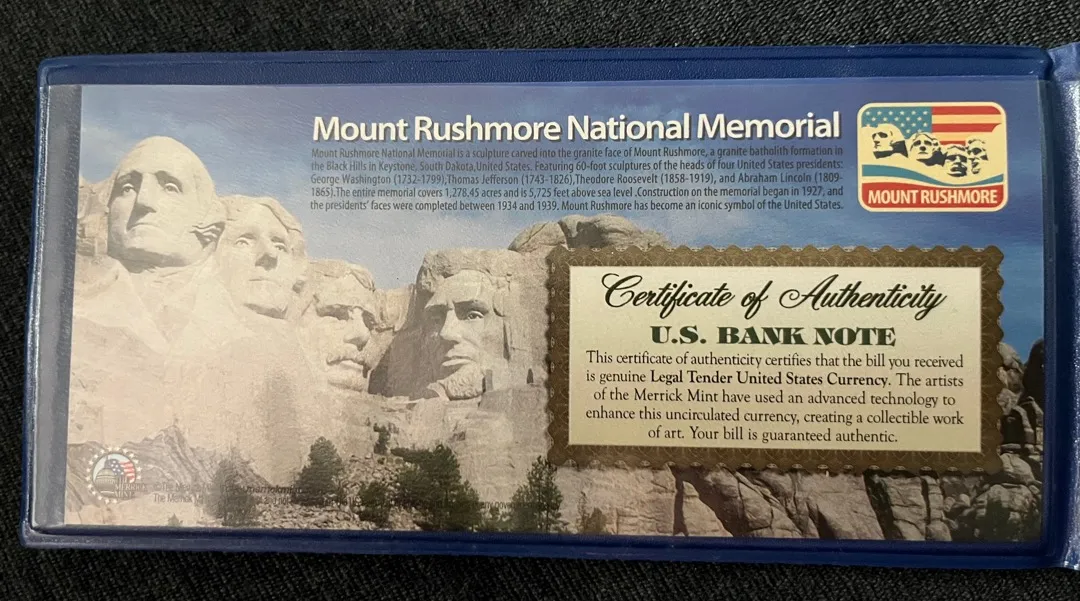 Mount Rushmore National Memorial
Mount Rushmore National Memorial is a sculpture carved into the granite face of Mount Rushmore, a granite batholith formation in
the Black Hills in Keystone, South Dakota,United States. Featuring 60-foot sculptures of the heads of four United States presidents:
George Washington (1732-1799),Thomas Jefferson (1743-1826),Theodore Roosevelt (1858-1919), and Abraham Lincoln (1809-
1865).The entire memorial covers 1,278.45 acres and is 5,725 feet above sea level .Construction on the memorial began in 1927; and
the presidents' faces were completed between 1934 and 1939. Mount Rushmore has become an iconic symbol of the United States.
MOUNT RUSHMORE
Certificate of Authenticity
U.S. BANK NOTE
This certificate of authenticity certifies that the bill you received
is genuine Legal Tender United States Currency. The artists
of the Merrick Mint have used an advanced technology to
enhance this uncirculated currency, creating a collectible work
of art. Your bill is guaranteed authentic.
©The
The Merrick